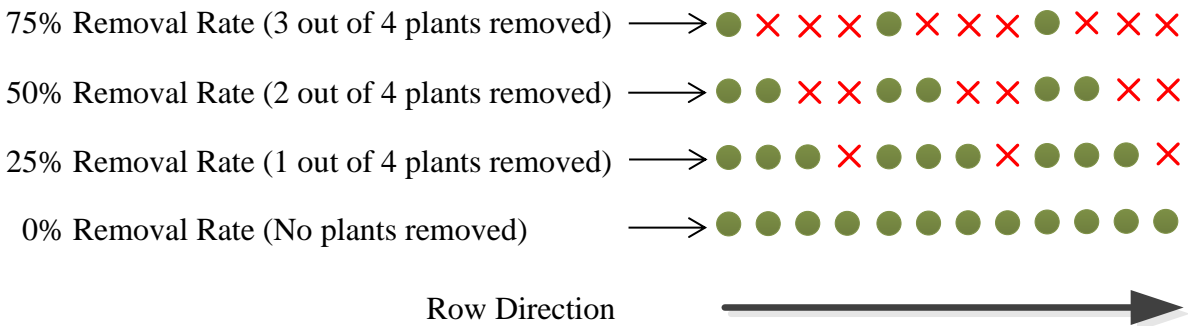 75% Removal Rate (3 out of 4 plants removed)
50% Removal Rate (2 out of 4 plants removed)
25% Removal Rate (1 out of 4 plants removed)
0% Removal Rate (No plants removed)
Row Direction